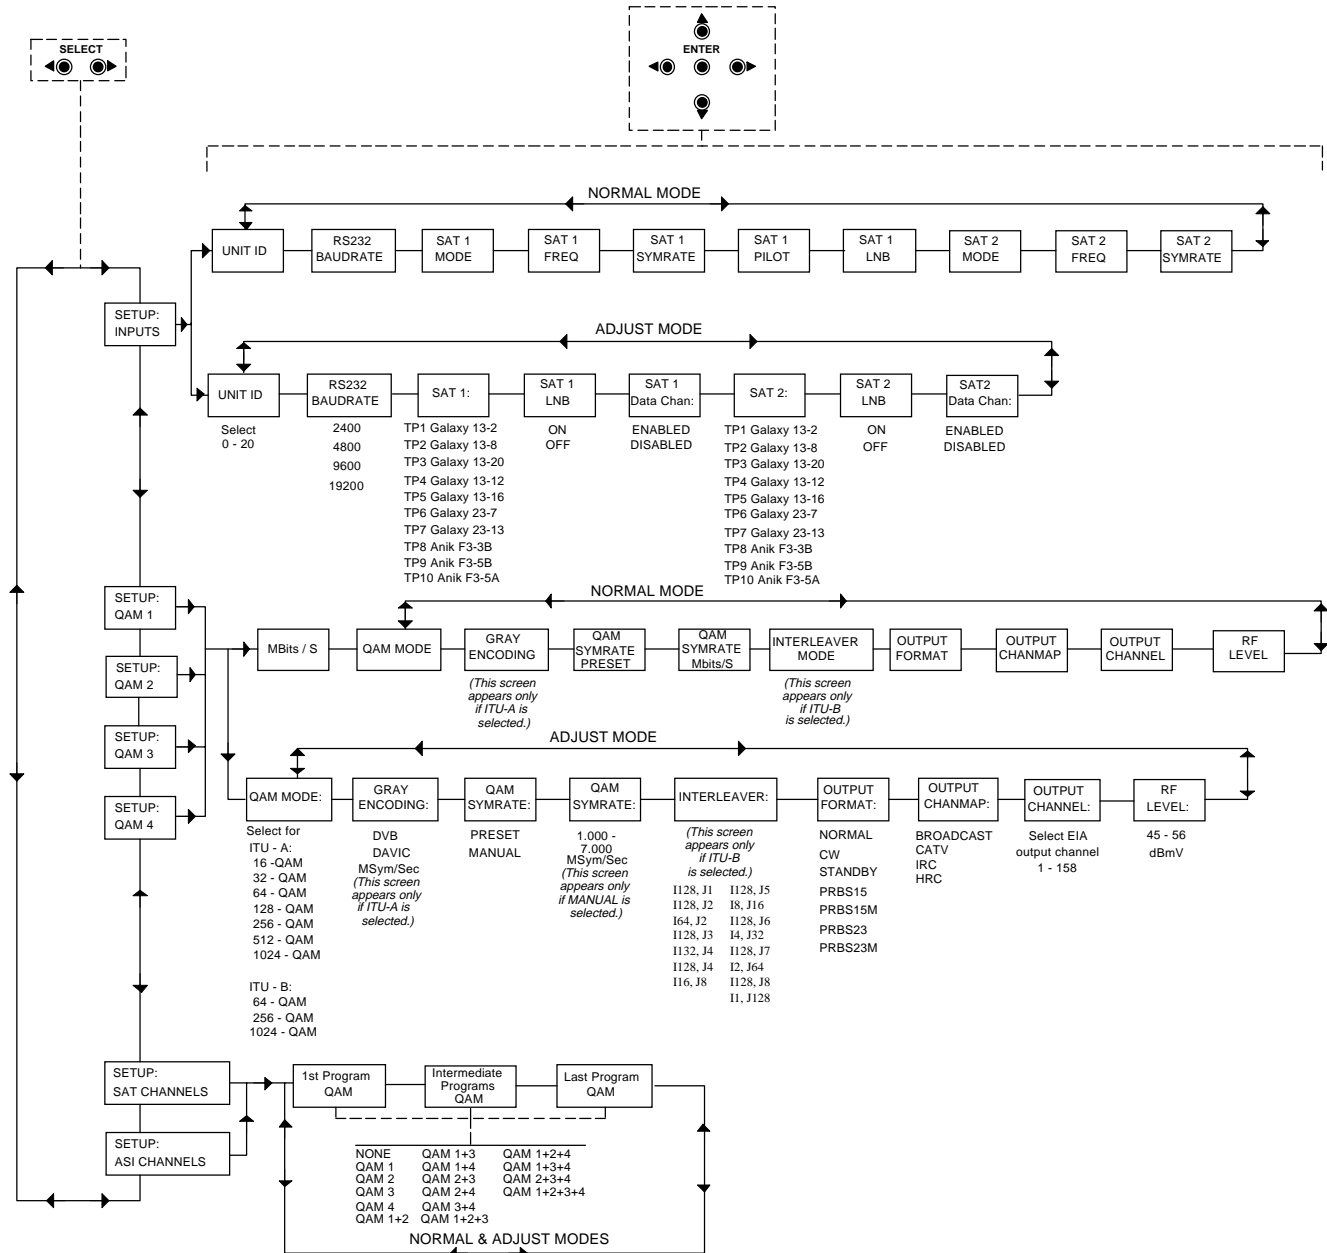 SELECT
ENTER
NORMAL MODE
UNIT ID
RS232
BAUDRATE
SAT 1
MODE
SAT 1
FREQ
SAT 1
SYMRATE
SAT 1
PILOT
SAT 1
LNB
SAT 2
MODE
SAT 2
FREQ
SAT 2
SYMRATE
SETUP:
INPUTS
ADJUST MODE
UNIT ID
Select
0 - 20
RS232
BAUDRATE
2400
4800
9600
19200
SAT 1:
TP1 Galaxy 13-2
TP2 Galaxy 13-8
TP3 Galaxy 13-20
TP4 Galaxy 13-12
TP5 Galaxy 13-16
TP6 Galaxy 23-7
TP7 Galaxy 23-13
TP8 Anik F3-3B
TP9 Anik F3-5B
TP10 Anik F3-5A
SAT 1
LNB
ON
OFF
SAT 1
Data Chan:
ENABLED
DISABLED
SAT 2:
TP1 Galaxy 13-2
TP2 Galaxy 13-8
TP3 Galaxy 13-20
TP4 Galaxy 13-12
TP5 Galaxy 13-16
TP6 Galaxy 23-7
TP7 Galaxy 23-13
TP8 Anik F3-3B
TP9 Anik F3-5B
TP10 Anik F3-5A
SAT 2
LNB
ON
OFF
SAT2
Data Chan:
ENABLED
DISABLED
SETUP:
QAM 1
SETUP:
QAM 2
SETUP:
QAM 3
SETUP:
QAM 4
NORMAL MODE
MBits / S
QAM MODE
GRAY
ENCODING
(This screen
appears only
if ITU-A is
selected.)
QAM
SYMRATE
PRESET
QAM
SYMRATE
Mbits/S
INTERLEAVER
MODE
(This screen
appears only
if ITU-B
is selected.)
OUTPUT
FORMAT
OUTPUT
CHANMAP
OUTPUT
CHANNEL
RF
LEVEL
ADJUST MODE
QAM MODE:
Select for
ITU - A:
16 -QAM
32 - QAM
64 - QAM
128 - QAM
256 - QAM
512 - QAM
1024 - QAM
ITU - B:
64 - QAM
256 - QAM
1024 - QAM
GRAY
ENCODING:
DVB
DAVIC
MSym/Sec
(This screen
appears only
if ITU-A is
selected.)
QAM
SYMRATE:
PRESET
MANUAL
QAM
SYMRATE:
1.000 -
7.000
MSym/Sec
(This screen
appears only
if MANUAL is
selected.)
INTERLEAVER:
(This screen
appears only
if ITU-B
is selected.)
I128, J1 I128, J5
I128, J2 I8, J16
I64, J2 I128, J6
I128, J3 I4, J32
I132, J4 I128, J7
I128, J4 I2, J64
I16, J8 I128, J8
I1, J128
OUTPUT
FORMAT:
NORMAL
CW
STANDBY
PRBS15
PRBS15M
PRBS23
PRBS23M
OUTPUT
CHANMAP:
BROADCAST
CATV
IRC
HRC
OUTPUT
CHANNEL:
Select EIA
output channel
1 - 158
RF
LEVEL:
45 - 56
dBmV
SETUP:
SAT CHANNELS
SETUP:
ASI CHANNELS
1st Program
QAM
Intermediate
Programs
QAM
Last Program
QAM
NONE QAM 1+3 QAM 1+2+4
QAM 1 QAM 1+4 QAM 1+3+4
QAM 2 QAM 2+3 QAM 2+3+4
QAM 3 QAM 2+4 QAM 1+2+3+4
QAM 4 QAM 3+4
QAM 1+2 QAM 1+2+3
NORMAL & ADJUST MODES